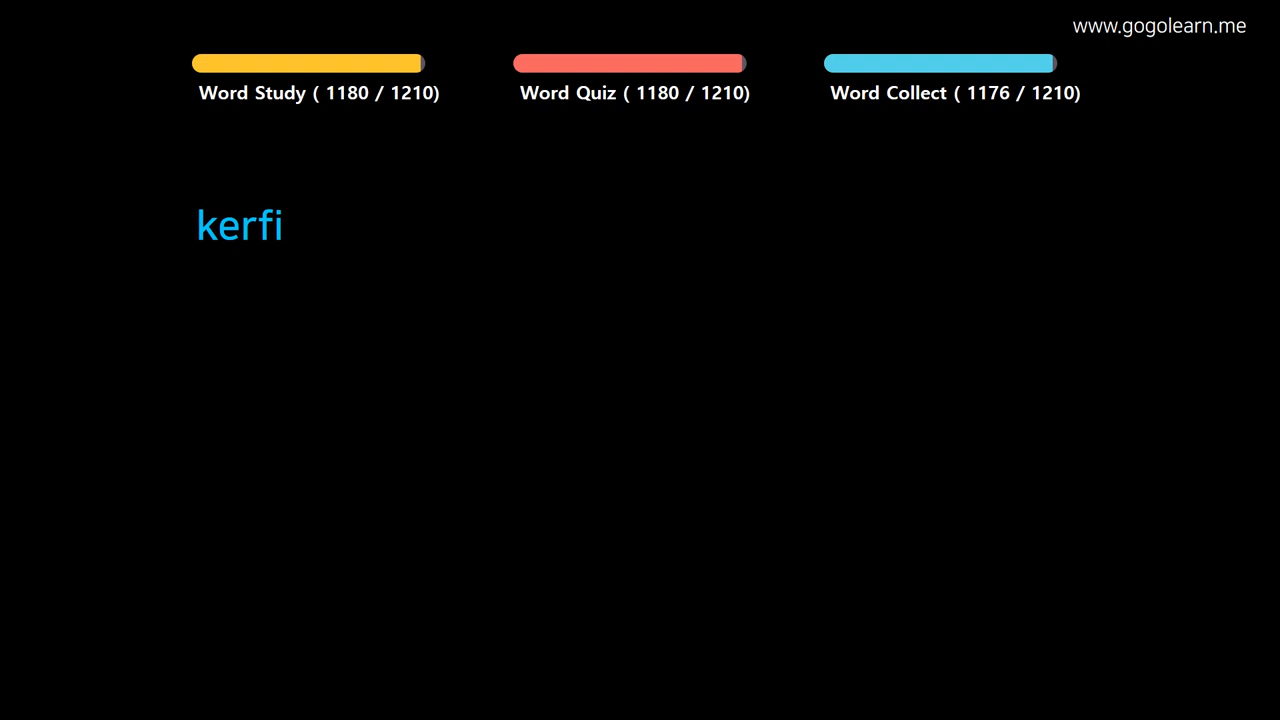 www.gogolearn.me
Word Study ( 1180 / 1210)
Word Quiz ( 1180 / 1210)
Word Collect ( 1176 / 1210)
kerfi